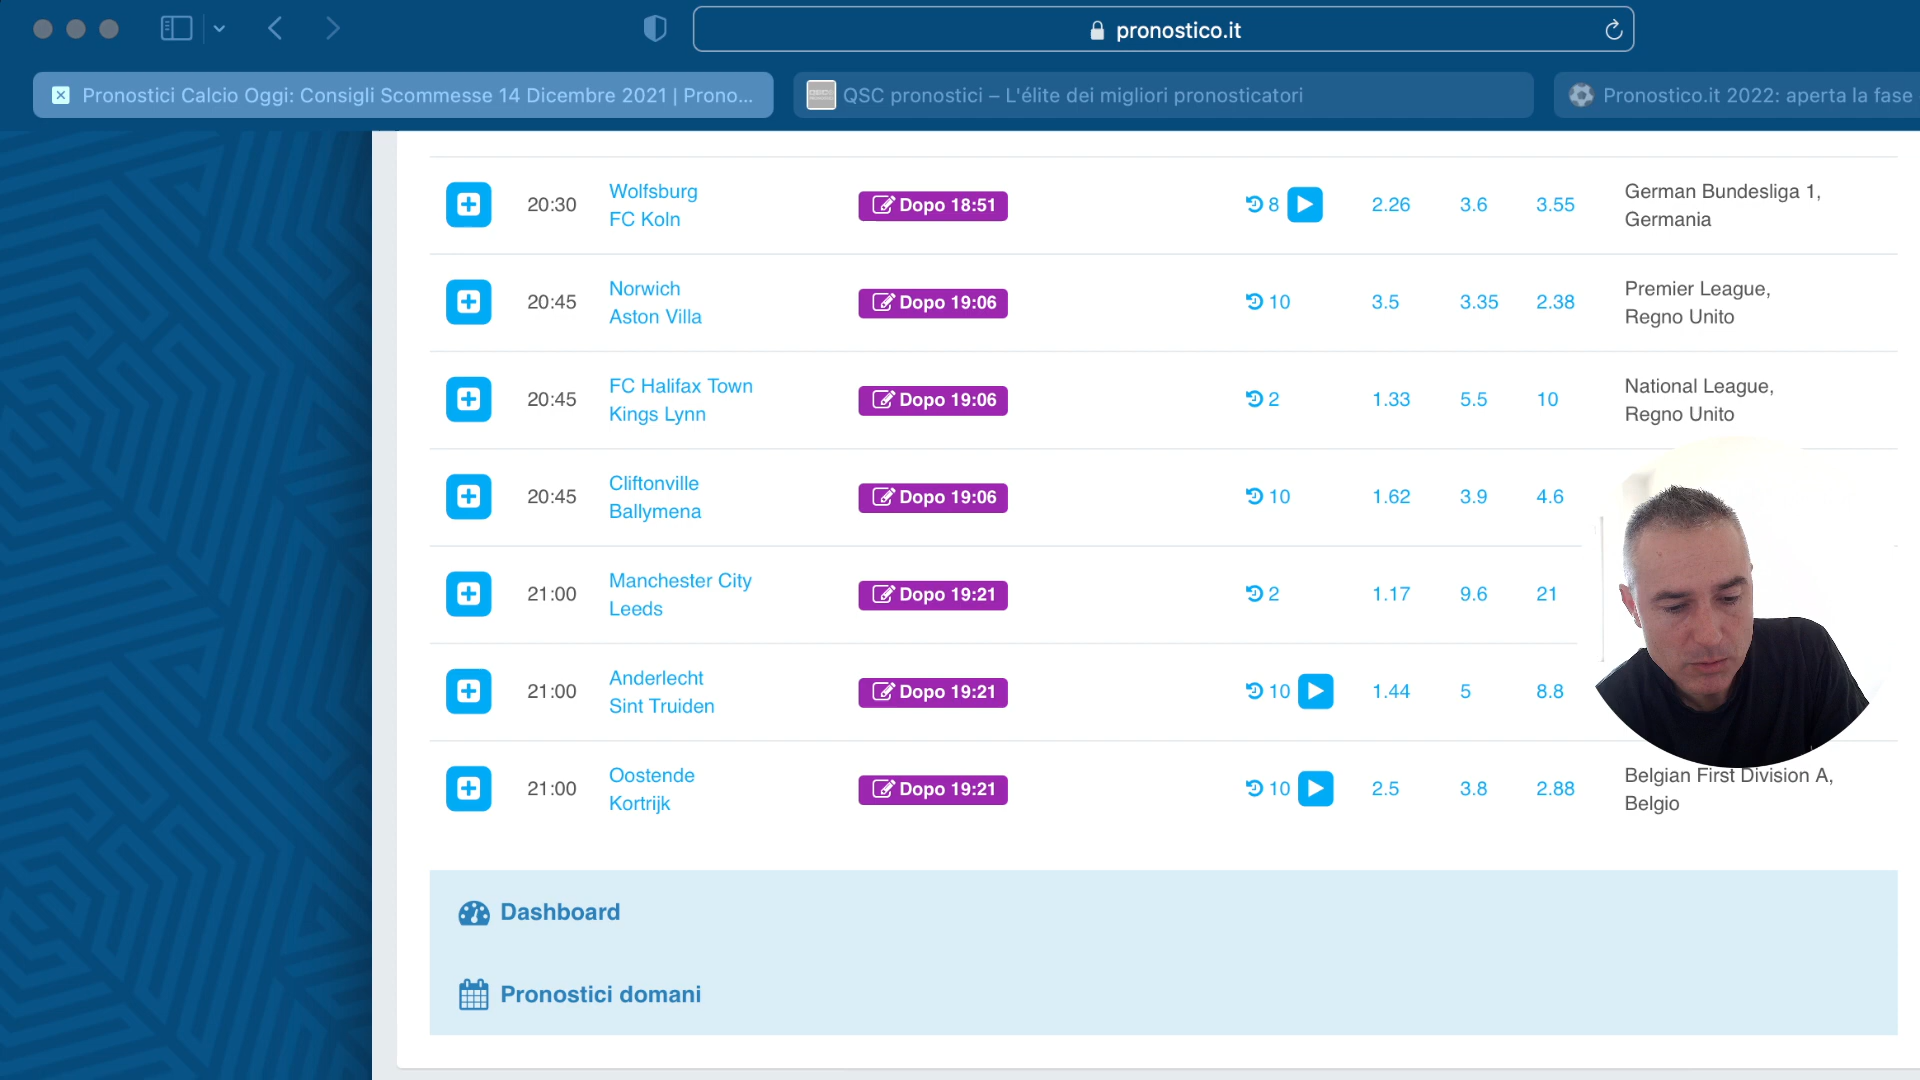 pronostico.it
Pronostici Calcio Oggi: Consigli Scommesse 14 Dicembre 2021 | Prono...
QSC pronostici – L'élite dei migliori pronosticatori
Pronostico.it 2022: aperta la fase
20:30 Wolfsburg Dopo 18:51 8 2.26 3.6 3.55 German Bundesliga 1,
FC Koln Germania
20:45 Norwich Dopo 19:06 10 3.5 3.35 2.38 Premier League,
Aston Villa Regno Unito
20:45 FC Halifax Town Dopo 19:06 2 1.33 5.5 10 National League,
Kings Lynn Regno Unito
20:45 Cliftonville Dopo 19:06 10 1.62 3.9 4.6
Ballymena
21:00 Manchester City Dopo 19:21 2 1.17 9.6 21
Leeds
21:00 Anderlecht Dopo 19:21 10 1.44 5 8.8
Sint Truiden
21:00 Oostende Dopo 19:21 10 2.5 3.8 2.88 Belgian First Division A,
Kortrijk Belgio
Dashboard
Pronostici domani